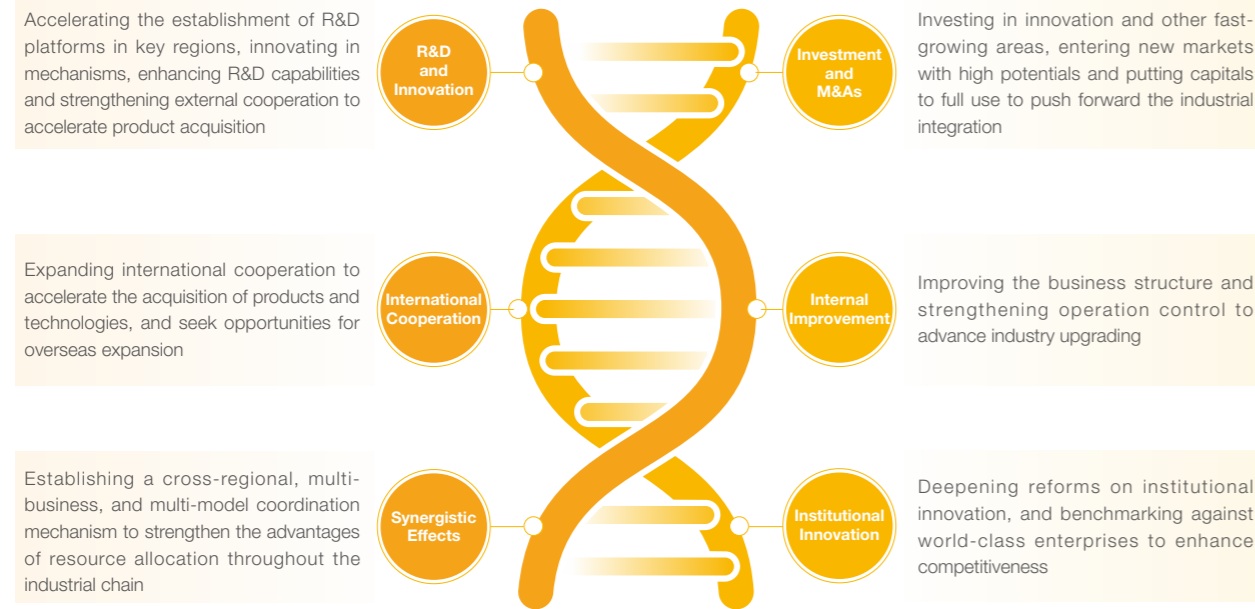 Accelerating the establishment of R&D
platforms in key regions, innovating in
mechanisms, enhancing R&D capabilities
and strengthening external cooperation to
accelerate product acquisition
R&D
and
Innovation
Investment
and
M&As
Investing in innovation and other fast-
growing areas, entering new markets
with high potentials and putting capitals
to full use to push forward the industrial
integration
Expanding international cooperation to
accelerate the acquisition of products and
technologies, and seek opportunities for
overseas expansion
International
Cooperation
Internal
Improvement
Improving the business structure and
strengthening operation control to
advance industry upgrading
Establishing a cross-regional, multi-
business, and multi-model coordination
mechanism to strengthen the advantages
of resource allocation throughout the
industrial chain
Synergistic
Effects
Institutional
Innovation
Deepening reforms on institutional
innovation, and benchmarking against
world-class enterprises to enhance
competitiveness